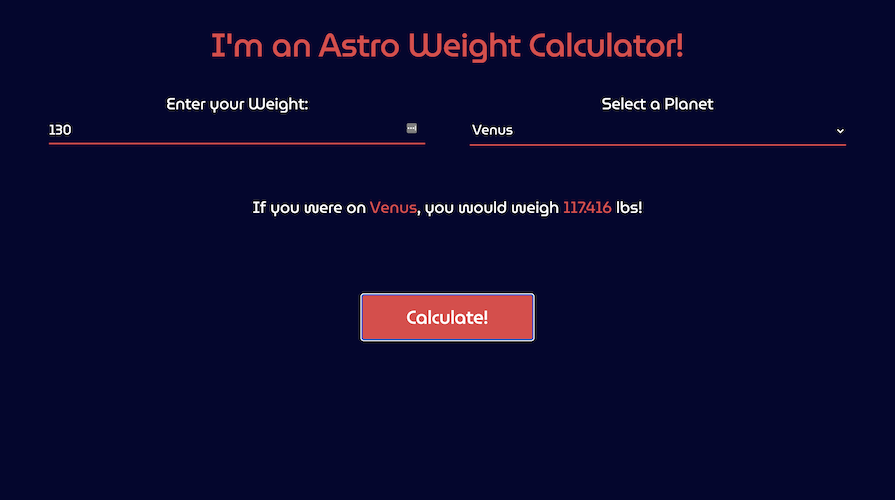 I'm an Astro Weight Calculator!
Enter your Weight:
Select a Planet
130
Venus
If you were on Venus, you would weigh 117.416 lbs!
Calculate!